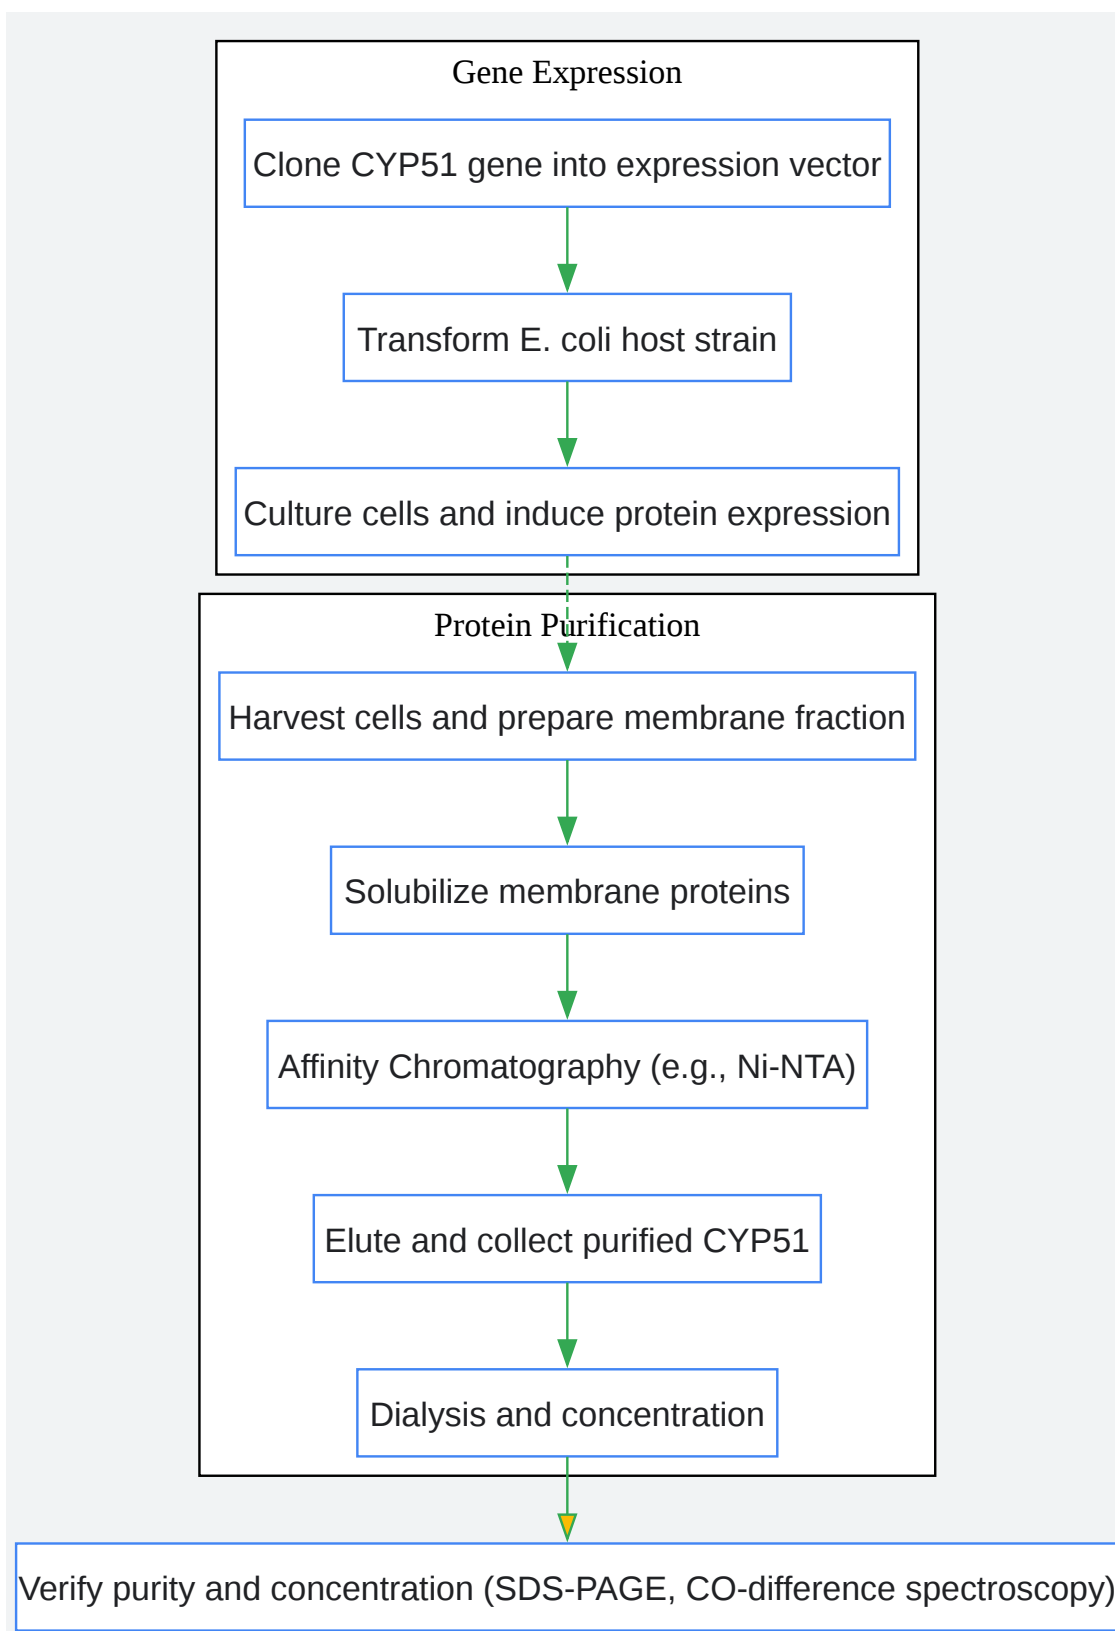 Gene Expression
Clone CYP51 gene into expression vector
Transform E. coli host strain
Culture cells and induce protein expression
Protein Purification
Harvest cells and prepare membrane fraction
Solubilize membrane proteins
Affinity Chromatography (e.g., Ni-NTA)
Elute and collect purified CYP51
Dialysis and concentration
Verify purity and concentration (SDS-PAGE, CO-difference spectroscopy)